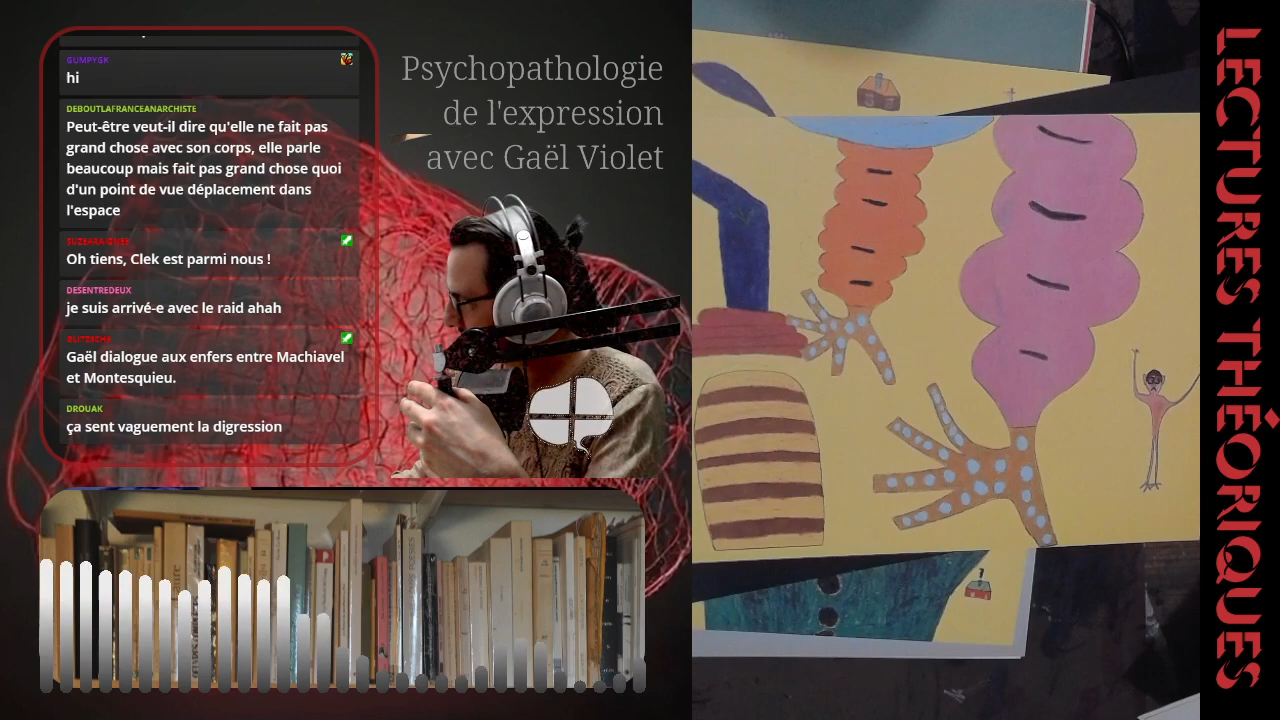 GUMPYGK
hi
DEBOUTLAFRANCEANARCHISTE
Peut-être veut-il dire qu'elle ne fait pas
grand chose avec son corps, elle parle
beaucoup mais fait pas grand chose quoi
d'un point de vue déplacement dans
l'espace
SUZEARAIGNEE
Oh tiens, Clek est parmi nous !
DESENTREDEUX
je suis arrivé-e avec le raid ahah
Gaël dialogue aux enfers entre Machiavel
et Montesquieu.
DROUAK
ça sent vaguement la digression
Psychopathologie
de l'expression
avec Gaël Violet
LECTURES THÉORIQUES